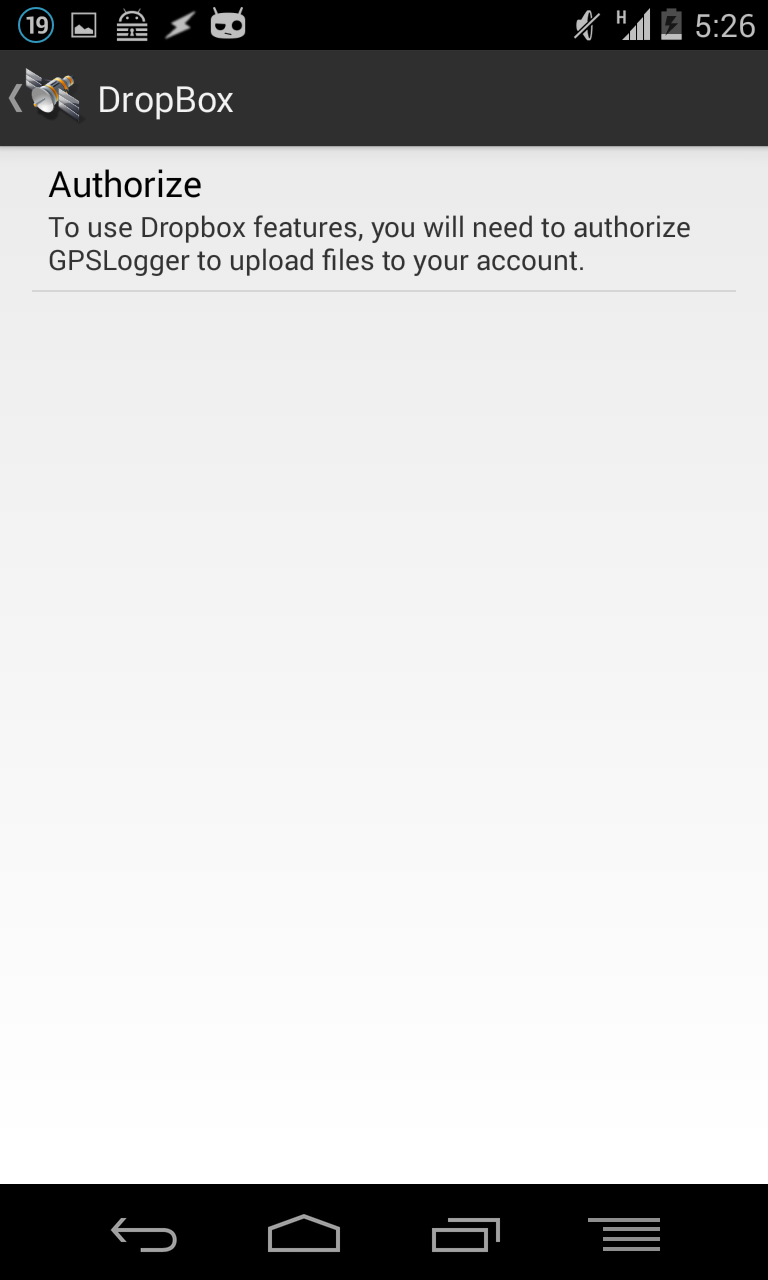 19
H
5:26
DropBox
Authorize
To use Dropbox features, you will need to authorize
GPSLogger to upload files to your account.